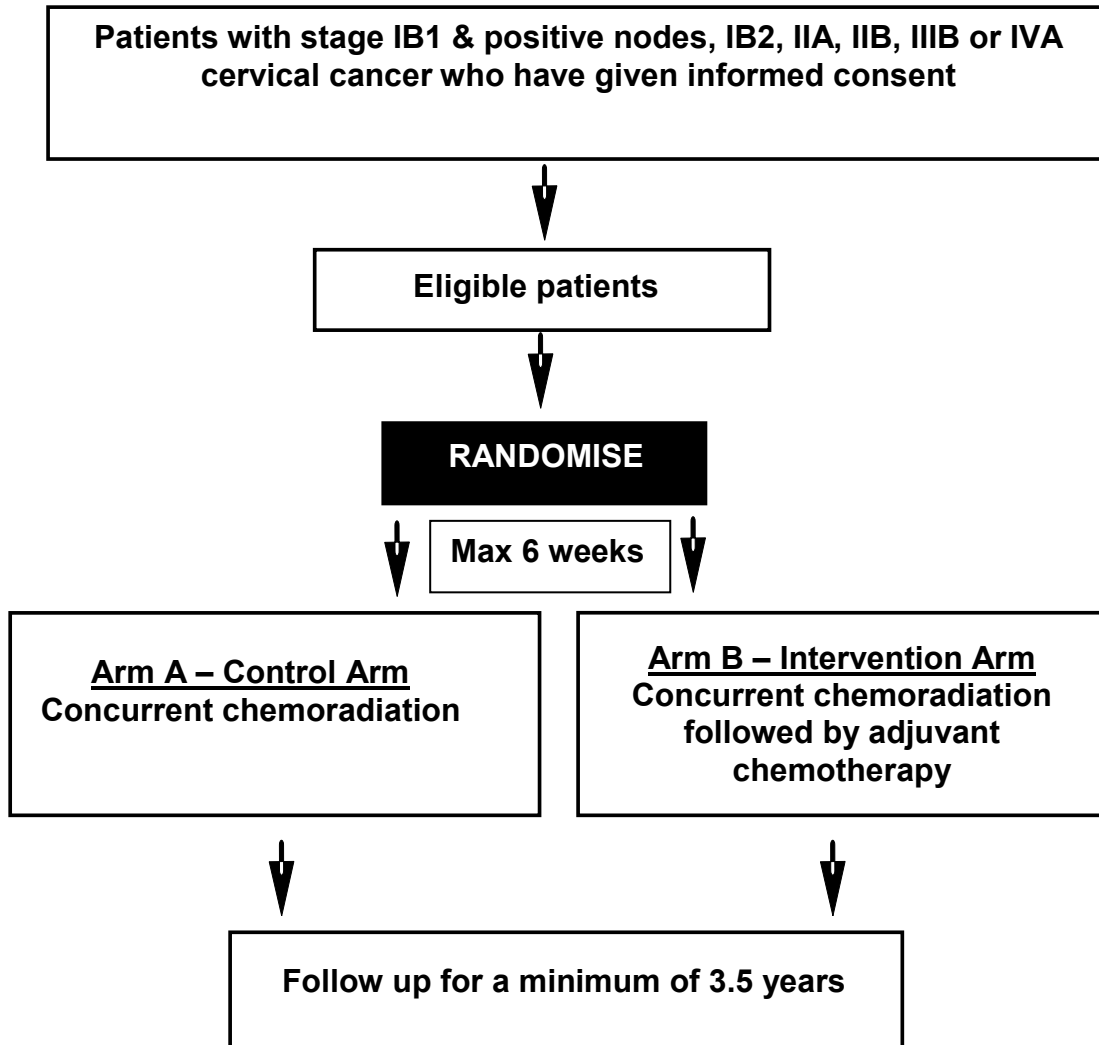 Patients with stage IB1 & positive nodes, IB2, IIA, IIB, IIIB or IVA
cervical cancer who have given informed consent
Eligible patients
RANDOMISE
Max 6 weeks
Arm A – Control Arm
Concurrent chemoradiation
Arm B – Intervention Arm
Concurrent chemoradiation
followed by adjuvant
chemotherapy
Follow up for a minimum of 3.5 years